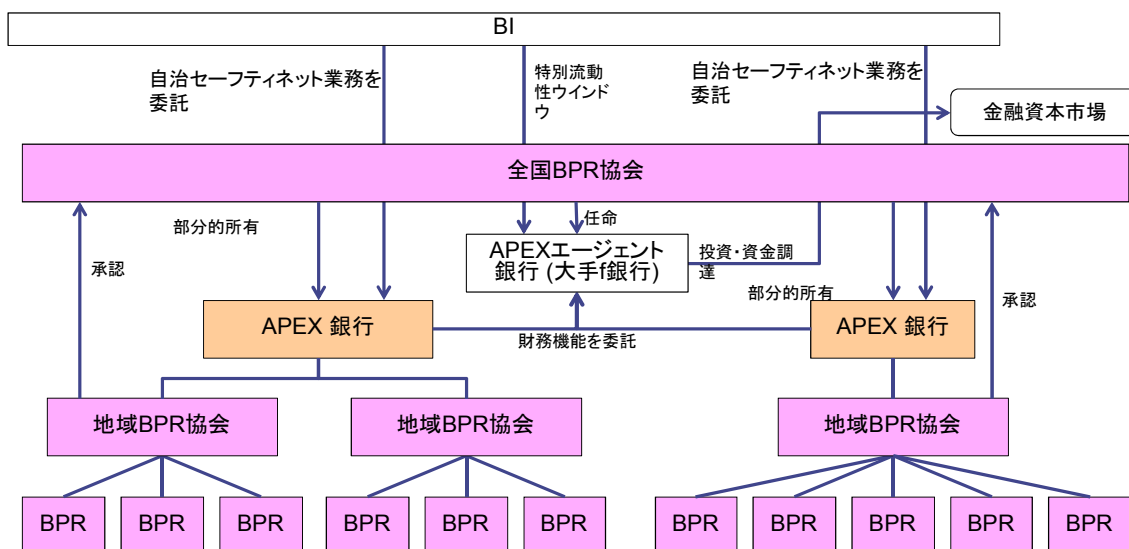 BI
自治セーフティネット業務を
委託
特別流動
性ウインド
ウ
自治セーフティネット業務を
委託
金融資本市場
全国BPR協会
部分的所有
任命
承認
APEXエージェント
銀行 (大手f銀行)
投資・資金調
達
部分的所有
承認
APEX 銀行
APEX 銀行
財務機能を委託
地域BPR協会
地域BPR協会
地域BPR協会
BPR
BPR
BPR
BPR
BPR
BPR
BPR
BPR
BPR
BPR
BPR